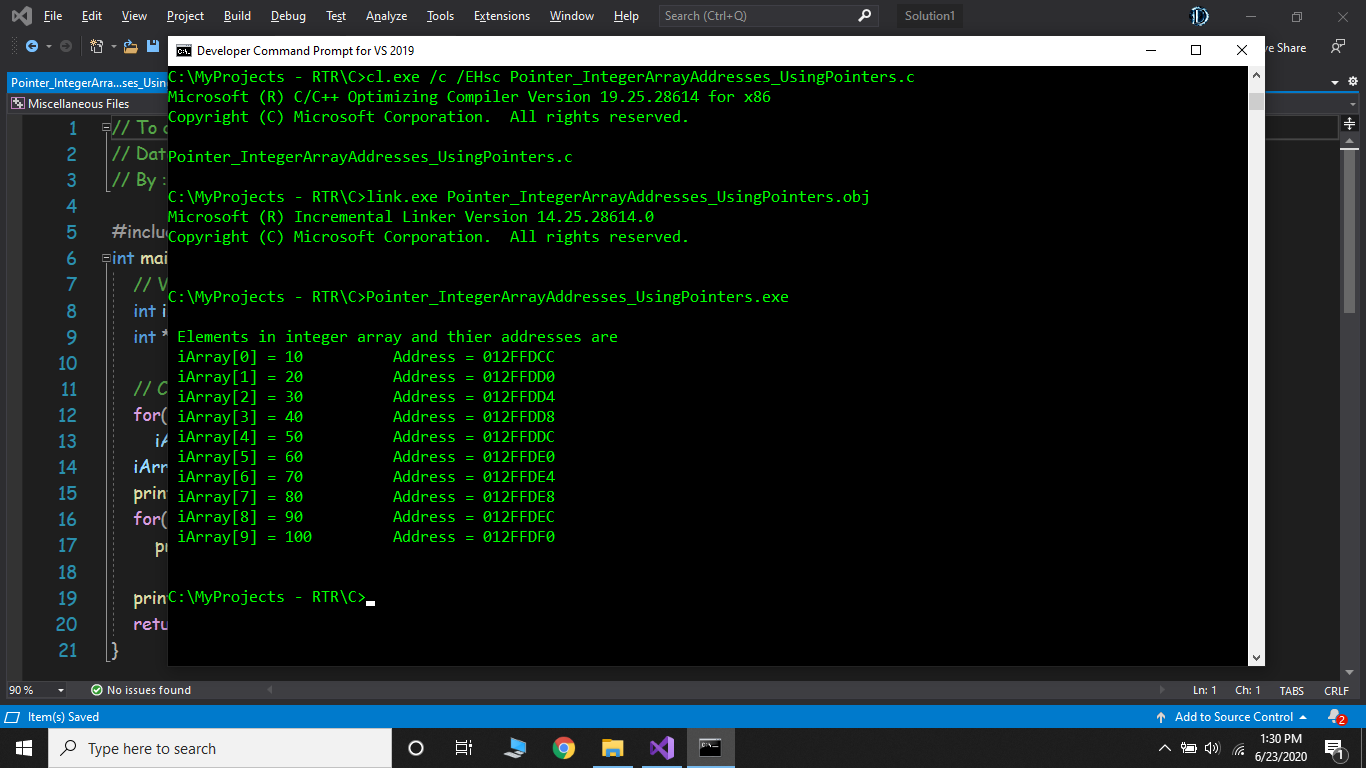 File Edit View Project Build Debug Test Analyze Tools Extensions Window Help Search (Ctrl+Q) Solution1
Developer Command Prompt for VS 2019
Share
Pointer_IntegerArra...ses_Usin
Miscellaneous Files
C:\MyProjects - RTR\C>cl.exe /c /EHsc Pointer_IntegerArrayAddresses_UsingPointers.c
Microsoft (R) C/C++ Optimizing Compiler Version 19.25.28614 for x86
Copyright (C) Microsoft Corporation.  All rights reserved.
Pointer_IntegerArrayAddresses_UsingPointers.c
C:\MyProjects - RTR\C>link.exe Pointer_IntegerArrayAddresses_UsingPointers.obj
Microsoft (R) Incremental Linker Version 14.25.28614.0
Copyright (C) Microsoft Corporation.  All rights reserved.
C:\MyProjects - RTR\C>Pointer_IntegerArrayAddresses_UsingPointers.exe
Elements in integer array and thier addresses are
iArray[0] = 10 Address = 012FFDCC
iArray[1] = 20 Address = 012FFDD0
iArray[2] = 30 Address = 012FFDD4
iArray[3] = 40 Address = 012FFDD8
iArray[4] = 50 Address = 012FFDDC
iArray[5] = 60 Address = 012FFDE0
iArray[6] = 70 Address = 012FFDE4
iArray[7] = 80 Address = 012FFDE8
iArray[8] = 90 Address = 012FFDEC
iArray[9] = 100 Address = 012FFDF0
C:\MyProjects - RTR\C>
1 // To
2 // Dat
3 // By :
4
5 #includ
6 int mai
7 // V
8 int i
9 int *
10
11 // C
12 for(
13 iA
14 iArr
15 prin
16 for(
17 pr
18
19 prin
20 retu
21 }
90 % No issues found Ln: 1 Ch: 1 TABS CRLF
Item(s) Saved Add to Source Control 2
Type here to search 1:30 PM
6/23/2020 1